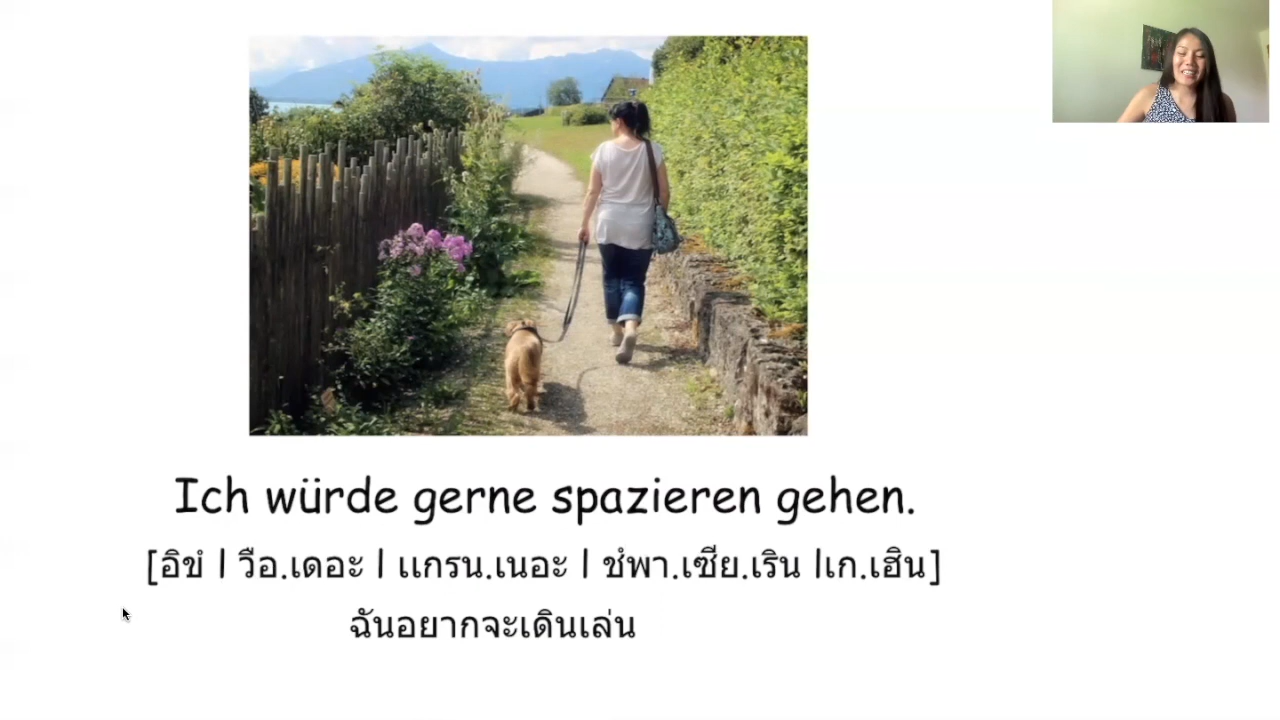 Ich würde gerne spazieren gehen.
[อิขํ | วือ.เดอะ | แกรน.เนอะ | ชํพา.เซีย.เริน |เก.เฮิน]
ฉันอยากจะเดินเล่น